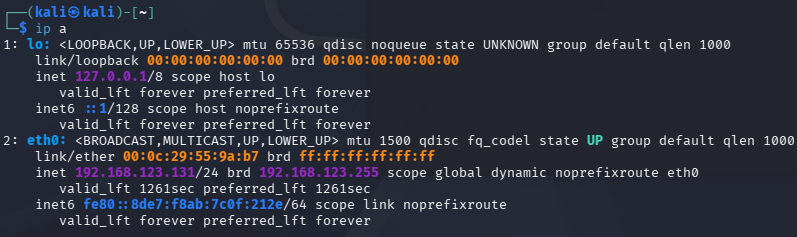 ┌──(kali㉿kali)-[~]
└─$ ip a
1: lo: <LOOPBACK,UP,LOWER_UP> mtu 65536 qdisc noqueue state UNKNOWN group default qlen 1000
    link/loopback 00:00:00:00:00:00 brd 00:00:00:00:00:00
    inet 127.0.0.1/8 scope host lo
       valid_lft forever preferred_lft forever
    inet6 ::1/128 scope host noprefixroute
       valid_lft forever preferred_lft forever
2: eth0: <BROADCAST,MULTICAST,UP,LOWER_UP> mtu 1500 qdisc fq_codel state UP group default qlen 1000
    link/ether 00:0c:29:55:9a:b7 brd ff:ff:ff:ff:ff:ff
    inet 192.168.123.131/24 brd 192.168.123.255 scope global dynamic noprefixroute eth0
       valid_lft 1261sec preferred_lft 1261sec
    inet6 fe80::8de7:f8ab:7c0f:212e/64 scope link noprefixroute
       valid_lft forever preferred_lft forever